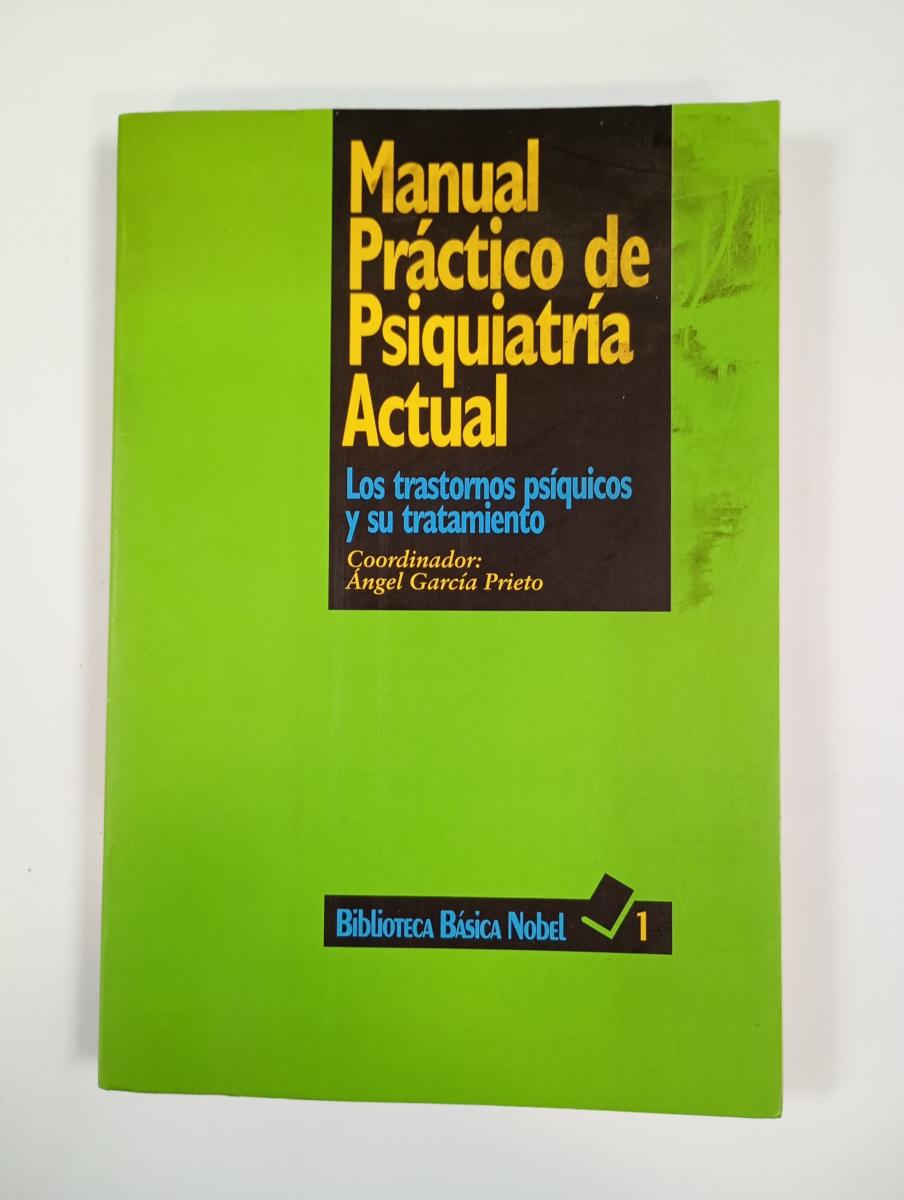 Manual
Práctico de
Psiquiatría
Actual
Los trastornos psíquicos
y su tratamiento
Coordinador:
Ángel García Prieto
BIBLIOTECA BÁSICA NOBEL 1